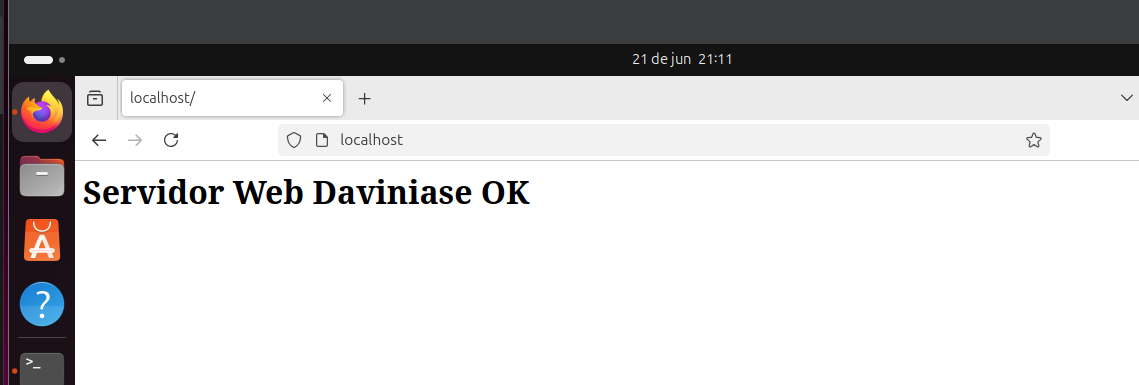 21 de jun 21:11
localhost/
localhost
Servidor Web Daviniase OK